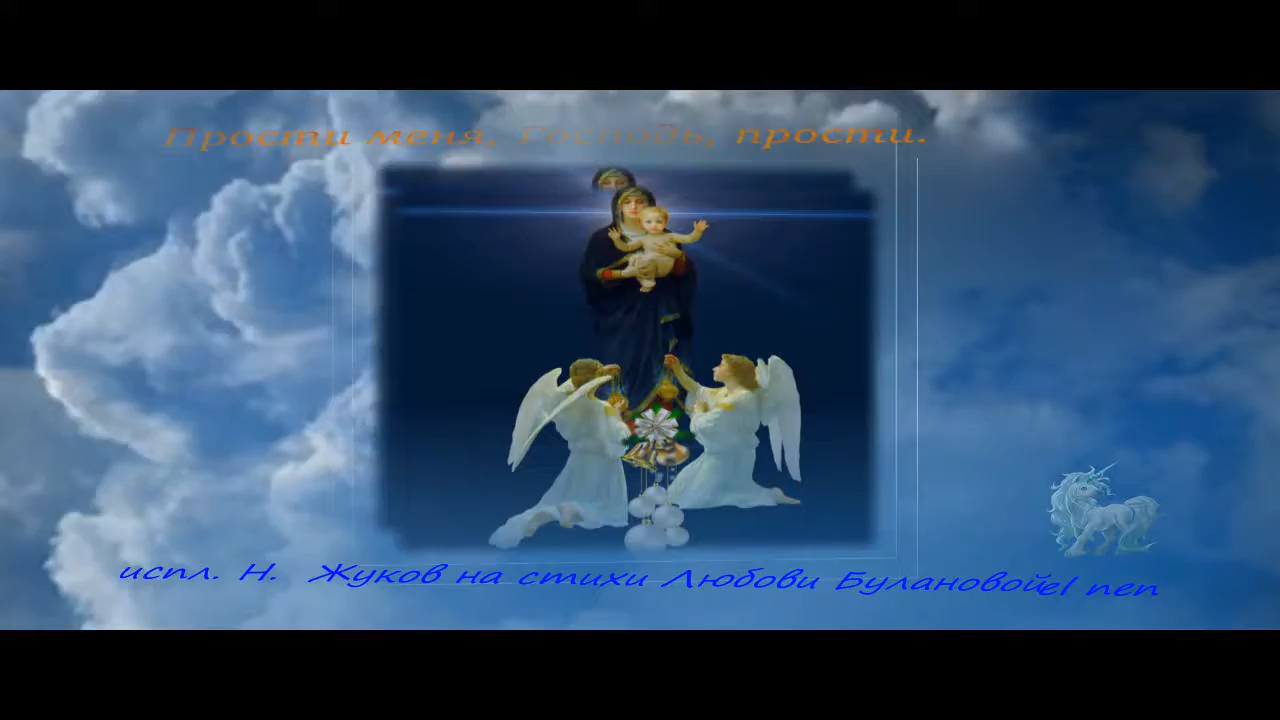 Прости меня, Господь, прости.
испл. Н. Жуков на стихи Любови Булановой